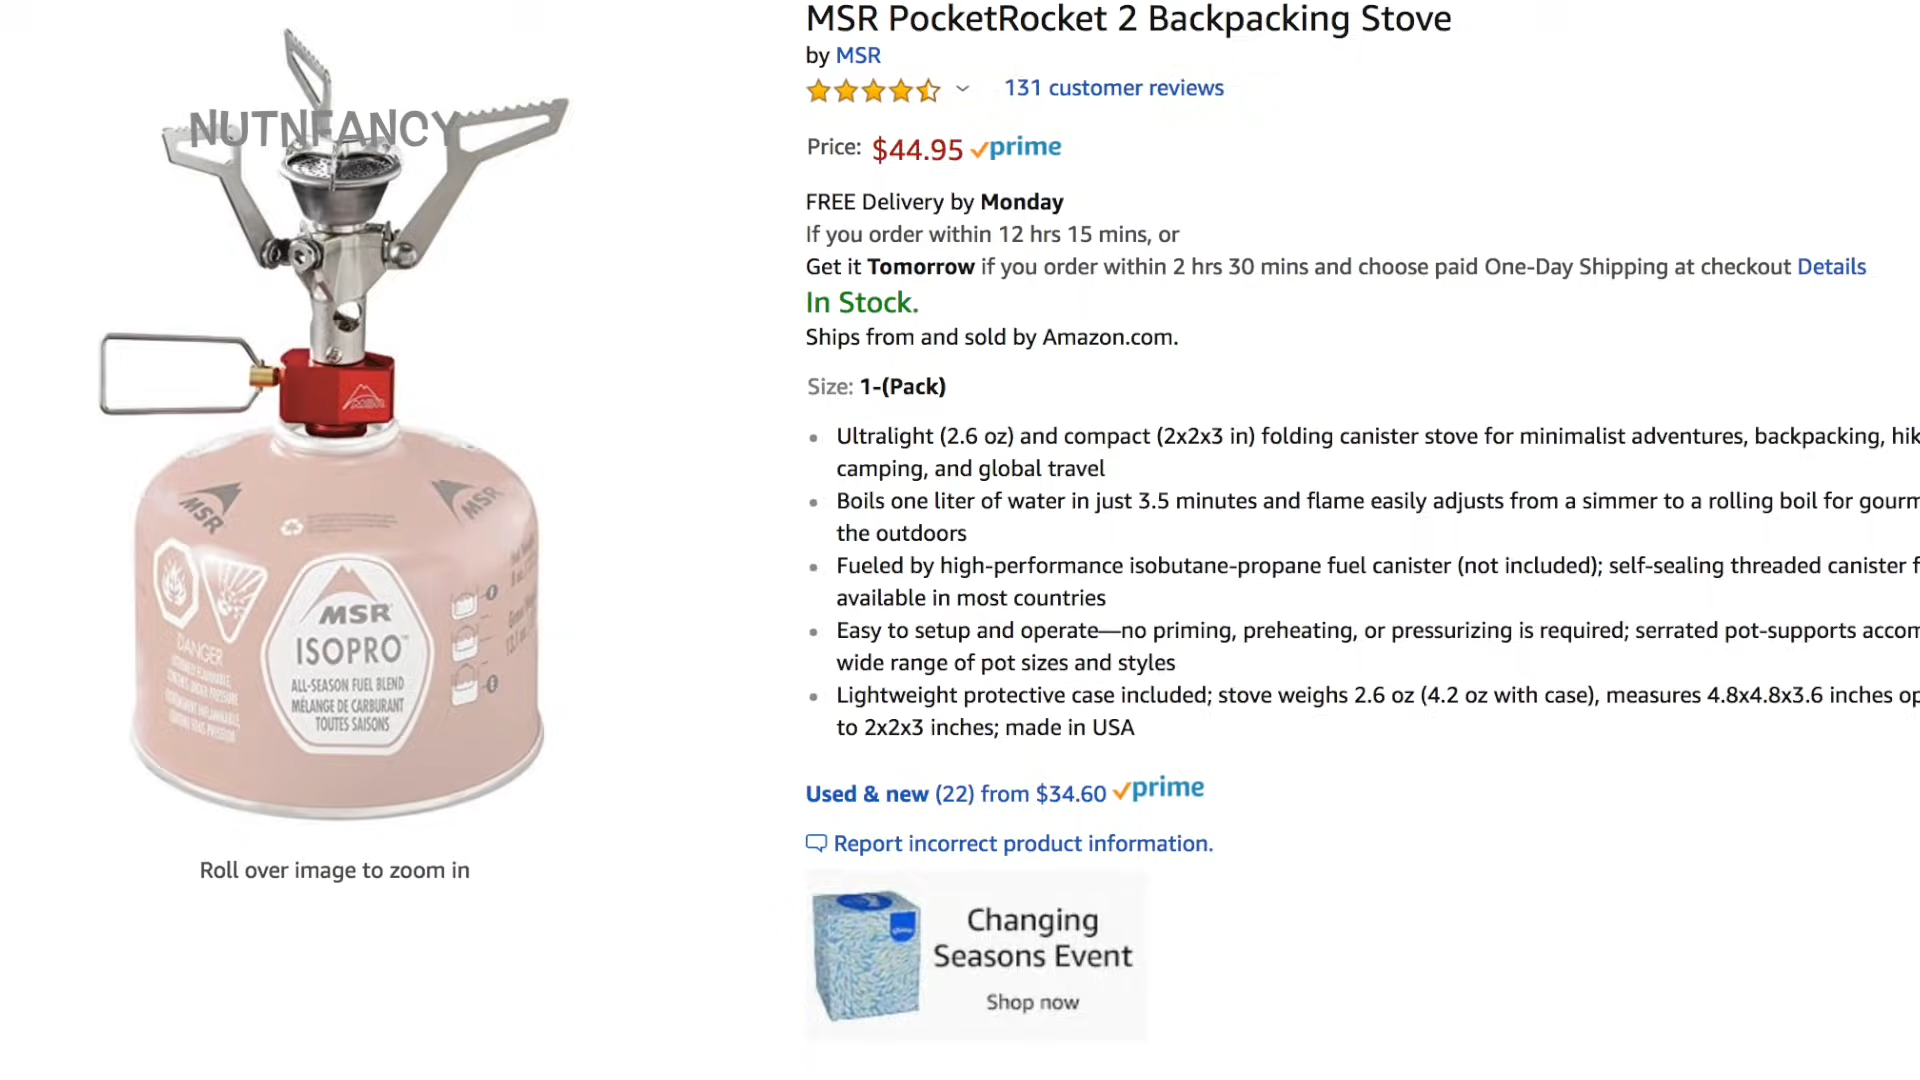 NUTNFANCY
MSR
MSR
DANGER
MSR
ISOPRO™
ALL-SEASON FUEL BLEND
MÉLANGE DE CARBURANT
TOUTES SAISONS
Roll over image to zoom in
MSR PocketRocket 2 Backpacking Stove
by MSR
131 customer reviews
Price: $44.95 prime
FREE Delivery by Monday
If you order within 12 hrs 15 mins, or
Get it Tomorrow if you order within 2 hrs 30 mins and choose paid One-Day Shipping at checkout Details
In Stock.
Ships from and sold by Amazon.com.
Size: 1-(Pack)
Ultralight (2.6 oz) and compact (2x2x3 in) folding canister stove for minimalist adventures, backpacking, hik
camping, and global travel
Boils one liter of water in just 3.5 minutes and flame easily adjusts from a simmer to a rolling boil for gourm
the outdoors
Fueled by high-performance isobutane-propane fuel canister (not included); self-sealing threaded canister f
available in most countries
Easy to setup and operate—no priming, preheating, or pressurizing is required; serrated pot-supports accom
wide range of pot sizes and styles
Lightweight protective case included; stove weighs 2.6 oz (4.2 oz with case), measures 4.8x4.8x3.6 inches op
to 2x2x3 inches; made in USA
Used & new (22) from $34.60 prime
Report incorrect product information.
Changing
Seasons Event
Shop now